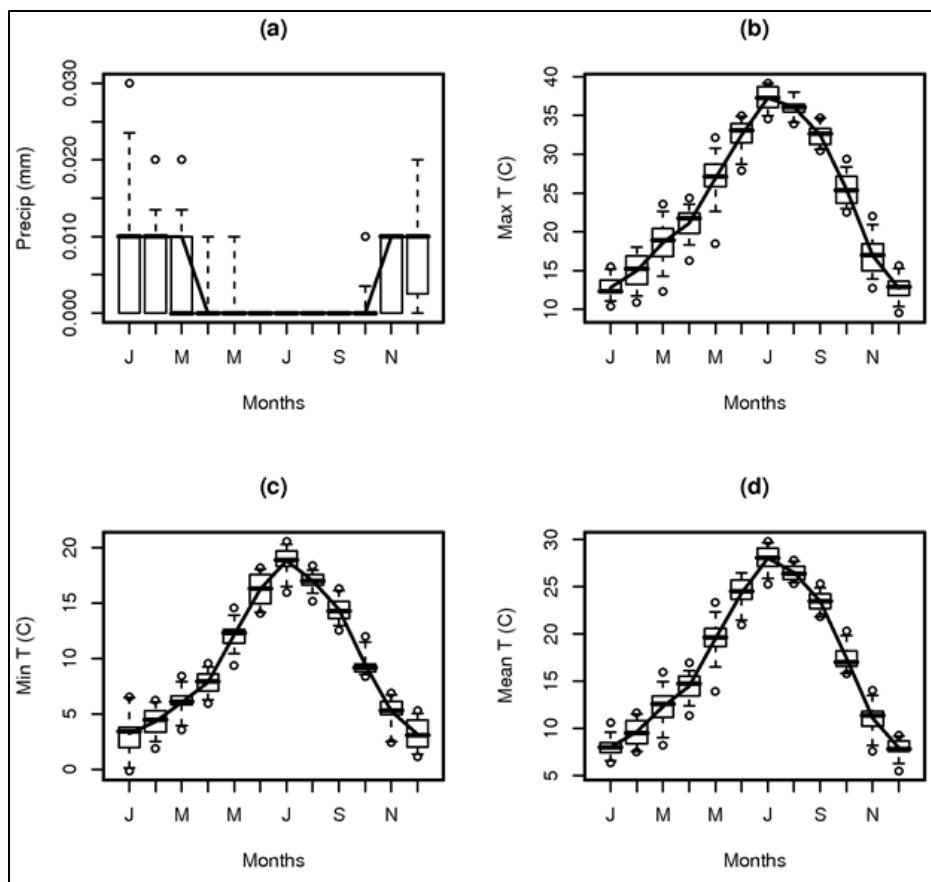 (a)
Precip (mm)
0.030
0.020
0.010
0.000
J M M J S N
Months
(b)
Max T (C)
40
35
30
25
20
15
10
J M M J S N
Months
(c)
Min T (C)
20
15
10
5
0
J M M J S N
Months
(d)
Mean T (C)
30
25
20
15
10
5
J M M J S N
Months